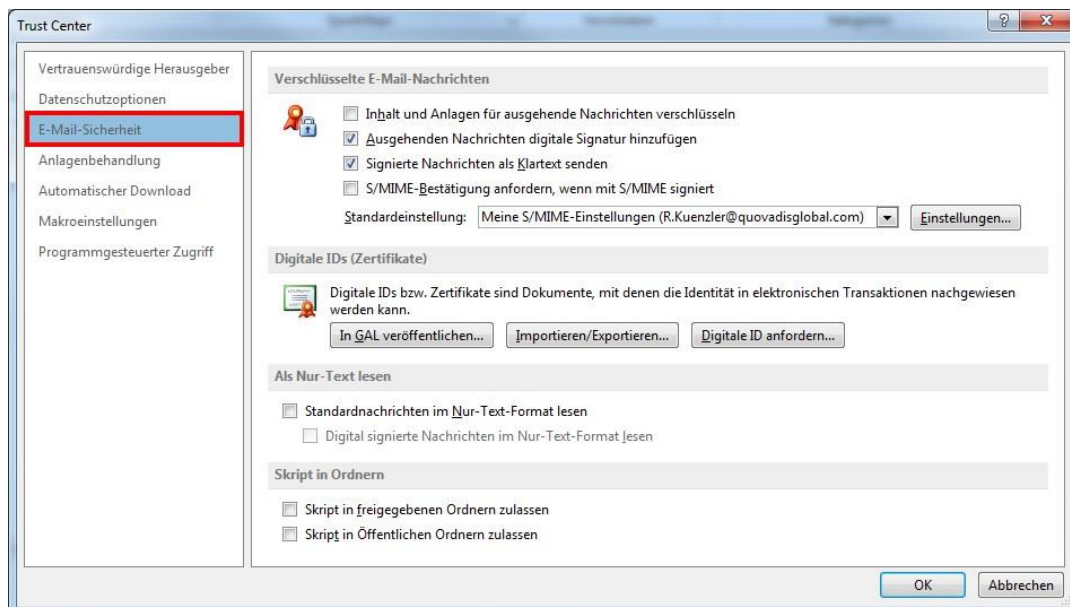 Trust Center
Vertrauenswürdige Herausgeber
Datenschutzoptionen
E-Mail-Sicherheit
Anlagenbehandlung
Automatischer Download
Makroeinstellungen
Programmgesteuerter Zugriff
Verschlüsselte E-Mail-Nachrichten
Inhalt und Anlagen für ausgehende Nachrichten verschlüsseln
Ausgehenden Nachrichten digitale Signatur hinzufügen
Signierte Nachrichten als Klartext senden
S/MIME-Bestätigung anfordern, wenn mit S/MIME signiert
Standardeinstellung: Meine S/MIME-Einstellungen (R.Kuenzler@quovadisglobal.com) Einstellungen...
Digitale IDs (Zertifikate)
Digitale IDs bzw. Zertifikate sind Dokumente, mit denen die Identität in elektronischen Transaktionen nachgewiesen
werden kann.
In GAL veröffentlichen... Importieren/Exportieren... Digitale ID anfordern...
Als Nur-Text lesen
Standardnachrichten im Nur-Text-Format lesen
Digital signierte Nachrichten im Nur-Text-Format lesen
Skript in Ordnern
Skript in freigegebenen Ordnern zulassen
Skript in Öffentlichen Ordnern zulassen
OK Abbrechen